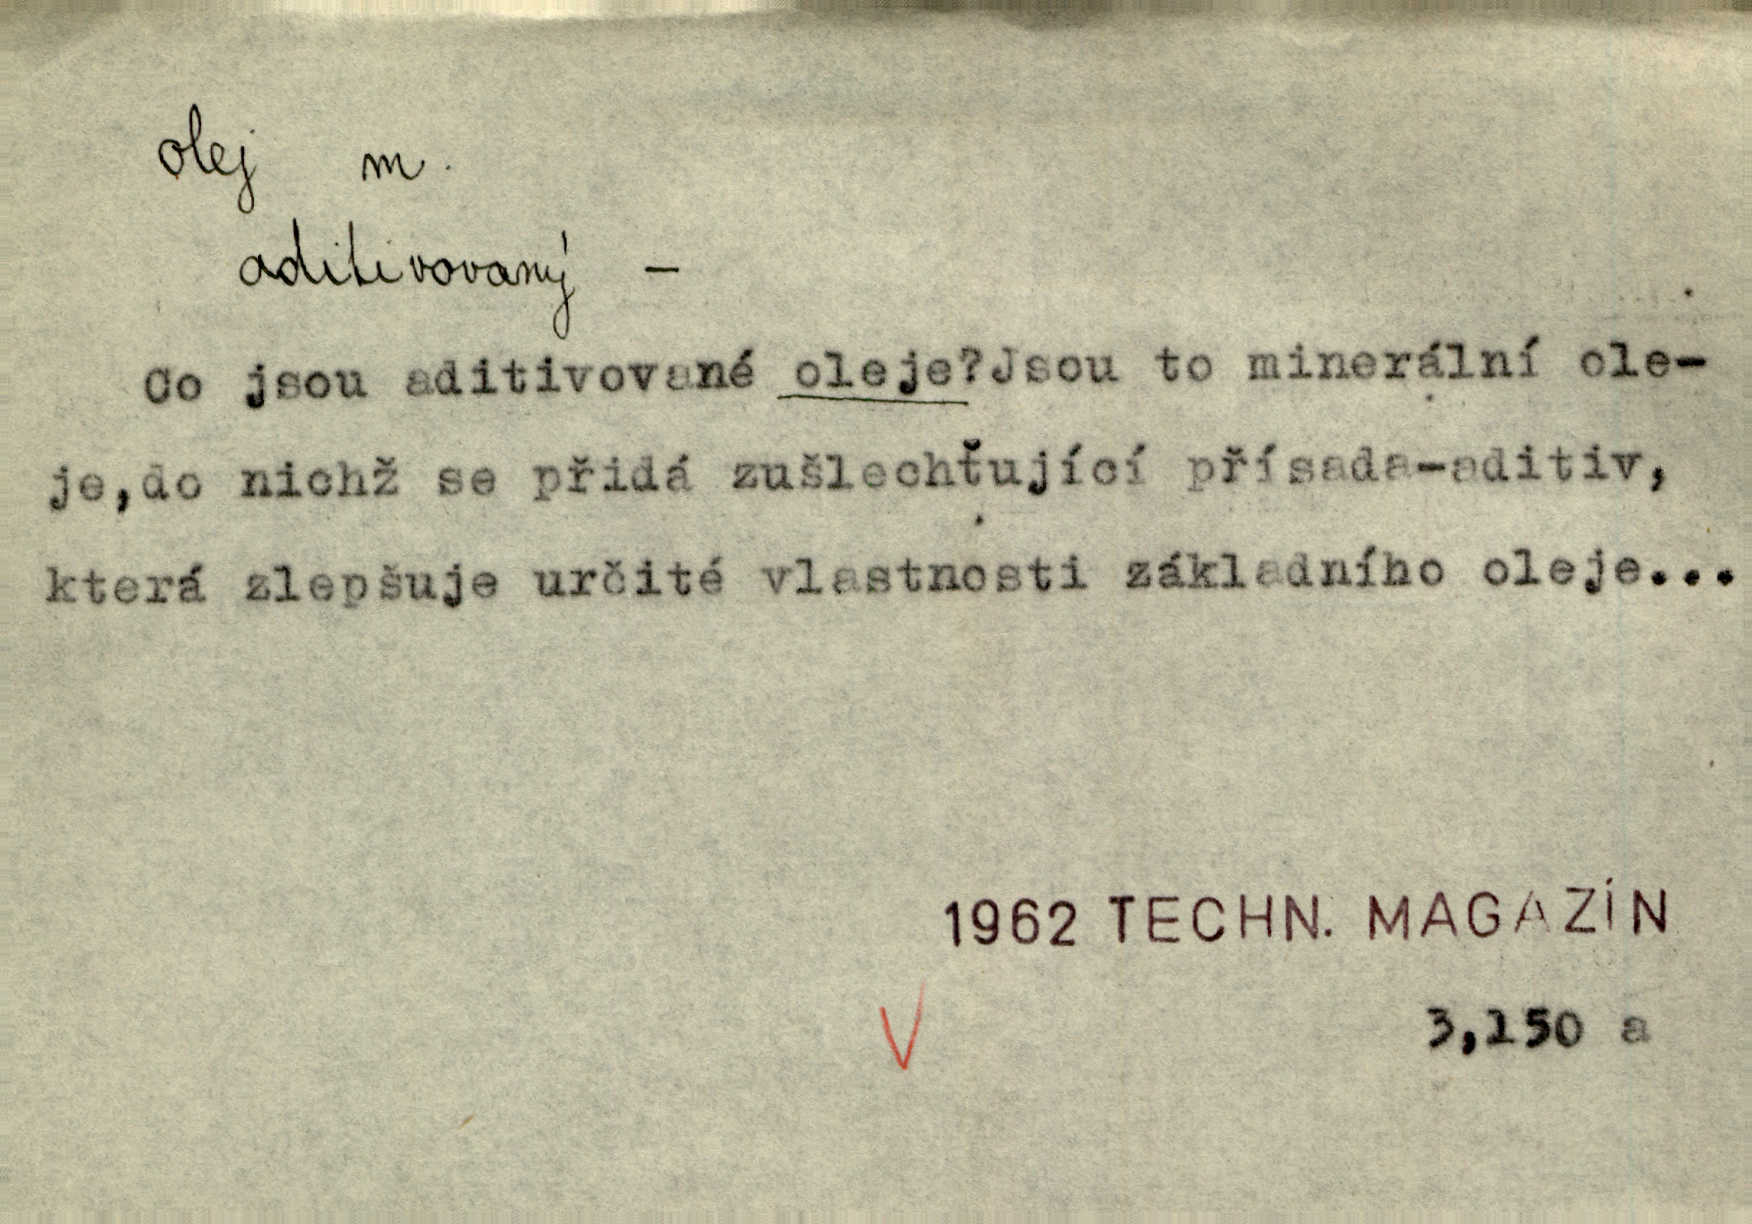 olej m.
aditivovaný –
Co jsou aditivované oleje?Jsou to minerální ole-
je,do nichž se přidá zušlechťující přísada-aditiv,
která zlepšuje určité vlastnosti základního oleje...
1962 TECHN. MAGAZÍN
3,150 a